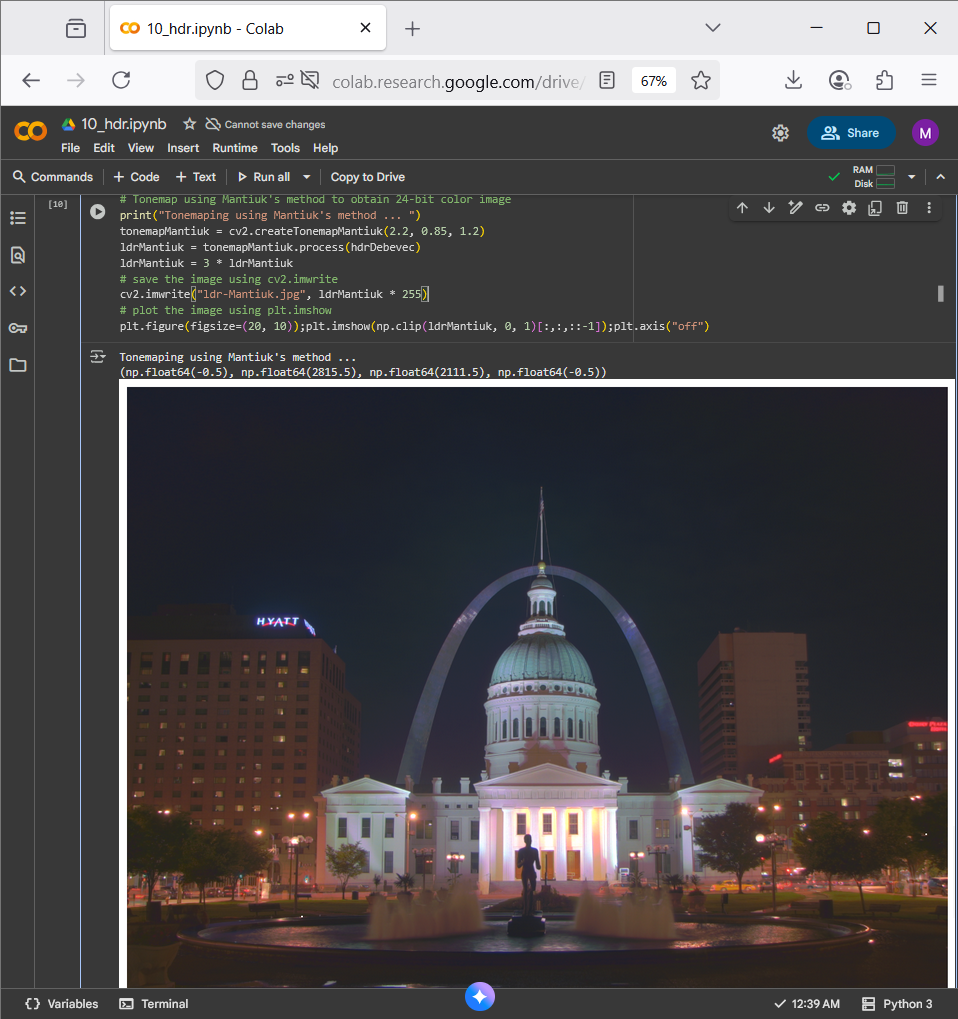 10_hdr.ipynb - Colab
colab.research.google.com/drive/
67%
10_hdr.ipynb
Cannot save changes
File Edit View Insert Runtime Tools Help
Share
M
Commands + Code + Text Run all Copy to Drive
RAM
Disk
[10]
# Tonemap using Mantiuk's method to obtain 24-bit color image
print("Tonemaping using Mantiuk's method ... ")
tonemapMantiuk = cv2.createTonemapMantiuk(2.2, 0.85, 1.2)
ldrMantiuk = tonemapMantiuk.process(hdrDebevec)
ldrMantiuk = 3 * ldrMantiuk
# save the image using cv2.imwrite
cv2.imwrite("ldr-Mantiuk.jpg", ldrMantiuk * 255)
# plot the image using plt.imshow
plt.figure(figsize=(20, 10));plt.imshow(np.clip(ldrMantiuk, 0, 1)[:,:,::-1]);plt.axis("off")
Tonemaping using Mantiuk's method ...
(np.float64(-0.5), np.float64(2815.5), np.float64(2111.5), np.float64(-0.5))
HYATT
Variables Terminal
12:39 AM Python 3